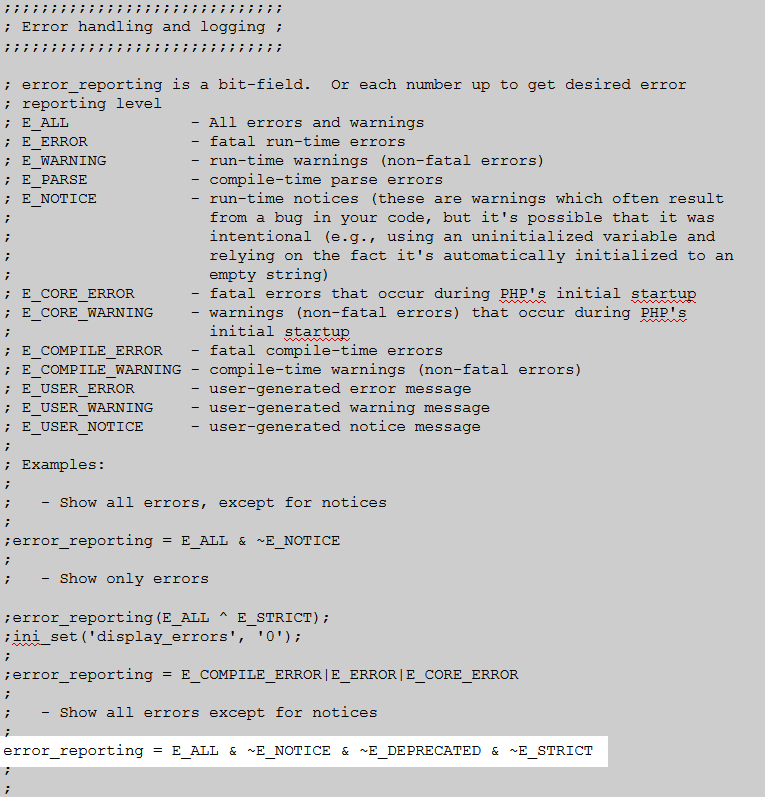 ;;;;;;;;;;;;;;;;;;;;;;;;;;;;;;
; Error handling and logging ;
;;;;;;;;;;;;;;;;;;;;;;;;;;;;;;
; error_reporting is a bit-field.  Or each number up to get desired error
; reporting level
; E_ALL             - All errors and warnings
; E_ERROR           - fatal run-time errors
; E_WARNING         - run-time warnings (non-fatal errors)
; E_PARSE           - compile-time parse errors
; E_NOTICE          - run-time notices (these are warnings which often result
;                     from a bug in your code, but it's possible that it was
;                     intentional (e.g., using an uninitialized variable and
;                     relying on the fact it's automatically initialized to an
;                     empty string)
; E_CORE_ERROR      - fatal errors that occur during PHP's initial startup
; E_CORE_WARNING    - warnings (non-fatal errors) that occur during PHP's
;                     initial startup
; E_COMPILE_ERROR   - fatal compile-time errors
; E_COMPILE_WARNING - compile-time warnings (non-fatal errors)
; E_USER_ERROR      - user-generated error message
; E_USER_WARNING    - user-generated warning message
; E_USER_NOTICE     - user-generated notice message
;
; Examples:
;
;   - Show all errors, except for notices
;
;error_reporting = E_ALL & ~E_NOTICE
;
;   - Show only errors
;error_reporting(E_ALL ^ E_STRICT);
;ini_set('display_errors', '0');
;
;error_reporting = E_COMPILE_ERROR|E_ERROR|E_CORE_ERROR
;
;   - Show all errors except for notices
;
error_reporting = E_ALL & ~E_NOTICE & ~E_DEPRECATED & ~E_STRICT
;
;